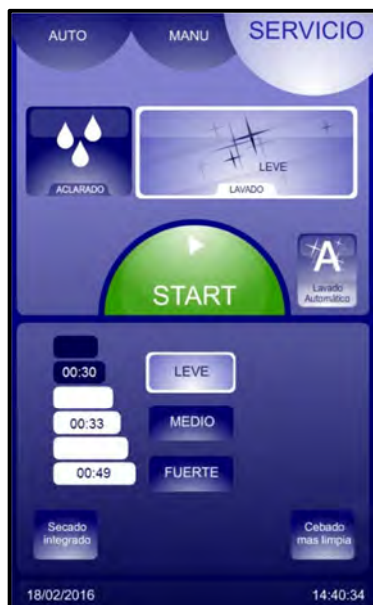 AUTO
MANU
SERVICIO
ACLARADO
LEVE
LAVADO
START
A
Lavado
Automático
00:30
LEVE
00:33
MEDIO
00:49
FUERTE
Secado
integrado
Cebado
mas limpia
18/02/2016
14:40:34